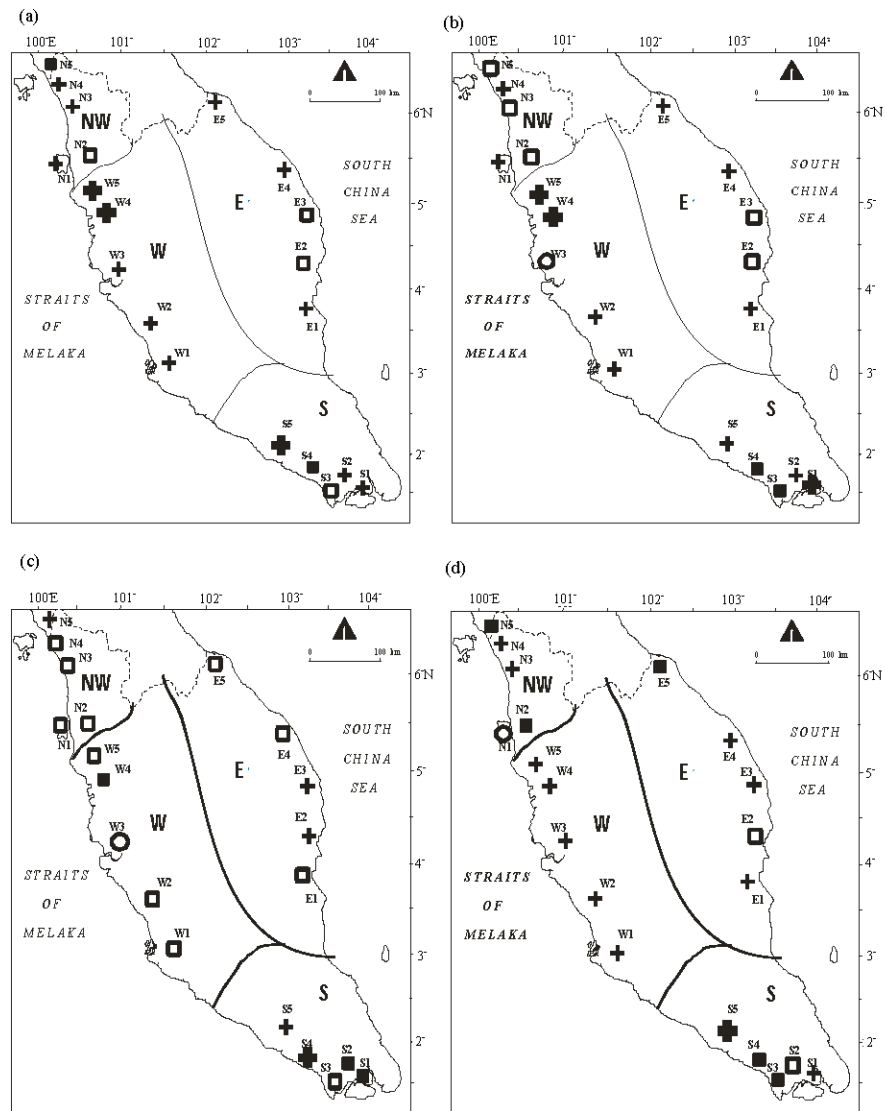 (a)
100°E 101° 102° 103° 104°
N5
N4
N3
NW
N2
N1
W5
W4
W3
W
W2
W1
E5
E4
E
E3
E2
E1
S
S5
S4
S3
S2
S1
0 100 km
6°N
5°
4°
3°
2°
SOUTH
CHINA
SEA
STRAITS
OF
MELAKA
(b)
100°E 101° 102° 103° 104°
N5
N4
N3
NW
N2
N1
W5
W4
W3
W
W2
W1
E5
E4
E
E3
E2
E1
S
S5
S4
S3
S2
S1
0 100 km
6°N
5°
4°
3°
2°
SOUTH
CHINA
SEA
STRAITS
OF
MELAKA
(c)
100°E 101° 102° 103° 104°
N5
N4
N3
NW
N2
N1
W5
W4
W3
W
W2
W1
E5
E4
E
E3
E2
E1
S
S5
S4
S3
S2
S1
0 100 km
6°N
5°
4°
3°
2°
SOUTH
CHINA
SEA
STRAITS
OF
MELAKA
(d)
100°E 101° 102° 103° 104°
N5
N4
N3
NW
N2
N1
W5
W4
W3
W
W2
W1
E5
E4
E
E3
E2
E1
S
S5
S4
S3
S2
S1
0 100 km
6°N
5°
4°
3°
2°
SOUTH
CHINA
SEA
STRAITS
OF
MELAKA